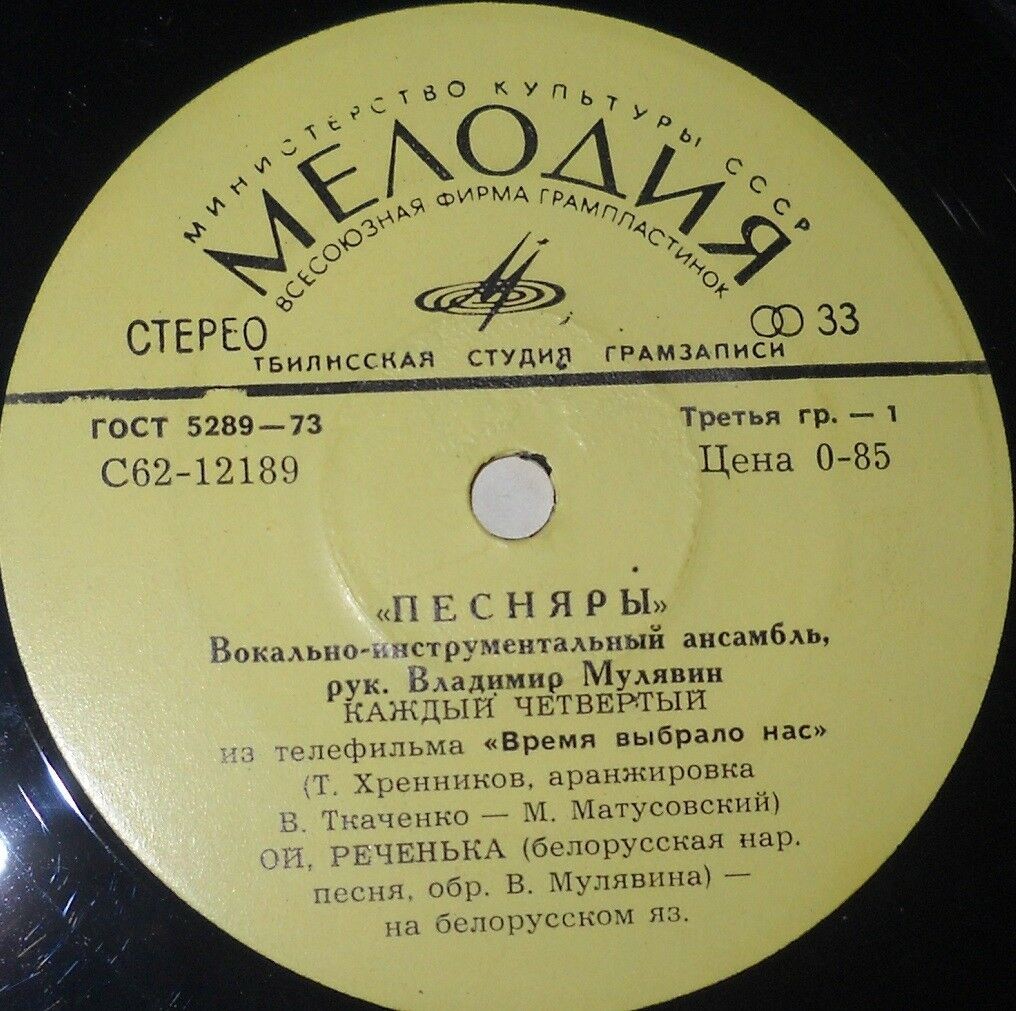 МИНИСТЕРСТВО КУЛЬТУРЫ СССР
МЕЛОДИЯ
ВСЕСОЮЗНАЯ ФИРМА ГРАМПЛАСТИНОК
СТЕРЕО
33
ТБИЛИССКАЯ СТУДИЯ ГРАМЗАПИСИ
ГОСТ 5289—73
Третья гр. — 1
С62-12189
Цена 0-85
«ПЕСНЯРЫ»
Вокально-инструментальный ансамбль,
рук. Владимир Мулявин
КАЖДЫЙ ЧЕТВЕРТЫЙ
из телефильма «Время выбрало нас»
(Т. Хренников, аранжировка
В. Ткаченко — М. Матусовский)
ОЙ, РЕЧЕНЬКА (белорусская нар.
песня, обр. В. Мулявина) —
на белорусском яз.